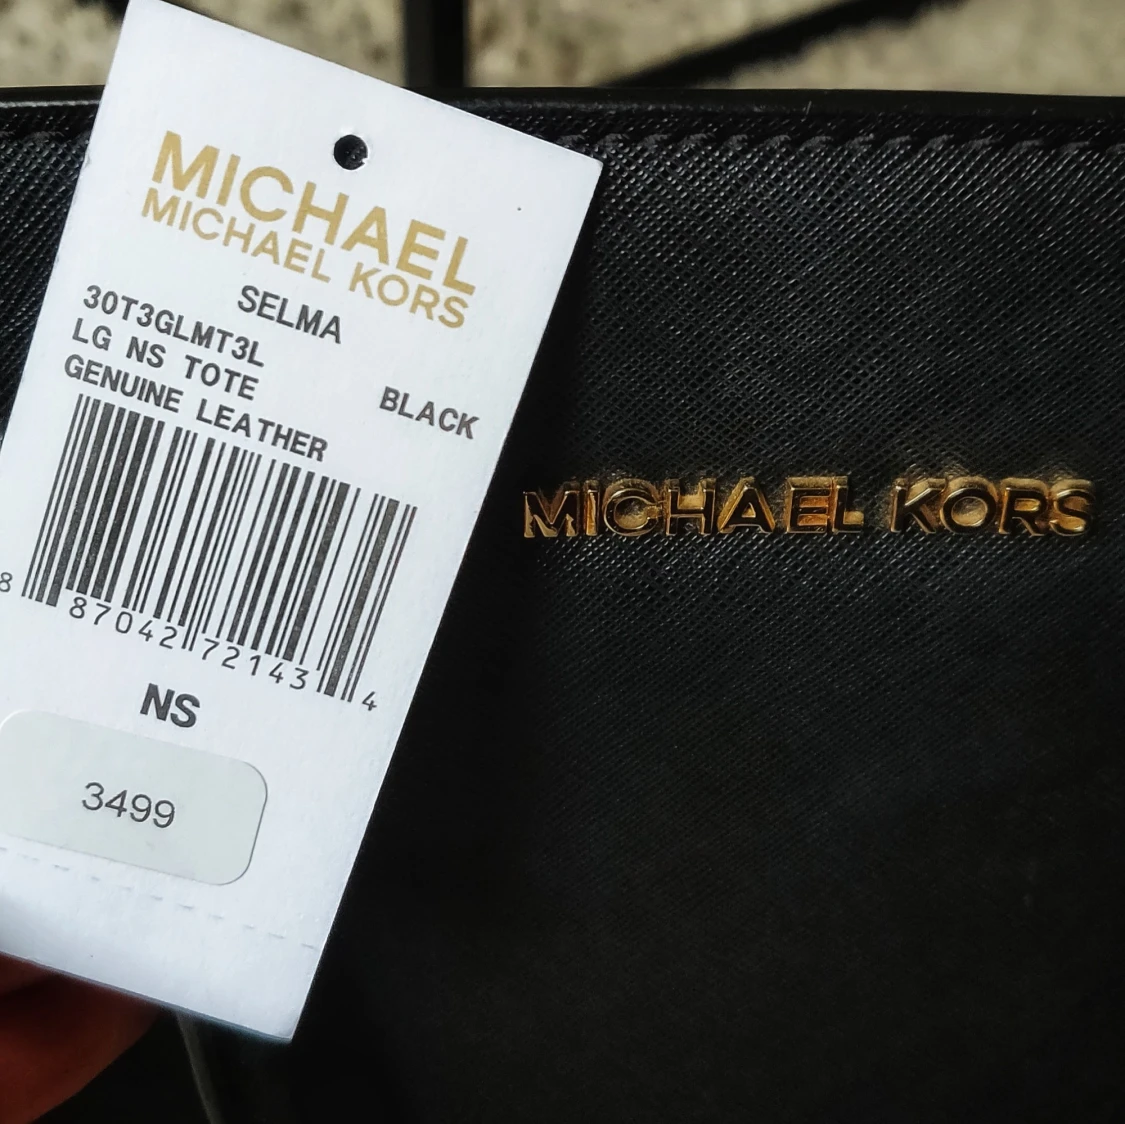 MICHAEL
MICHAEL KORS
SELMA
30T3GLMT3L
LG NS TOTE
BLACK
GENUINE LEATHER
8 87042 72143 4
NS
3499
MICHAEL KORS